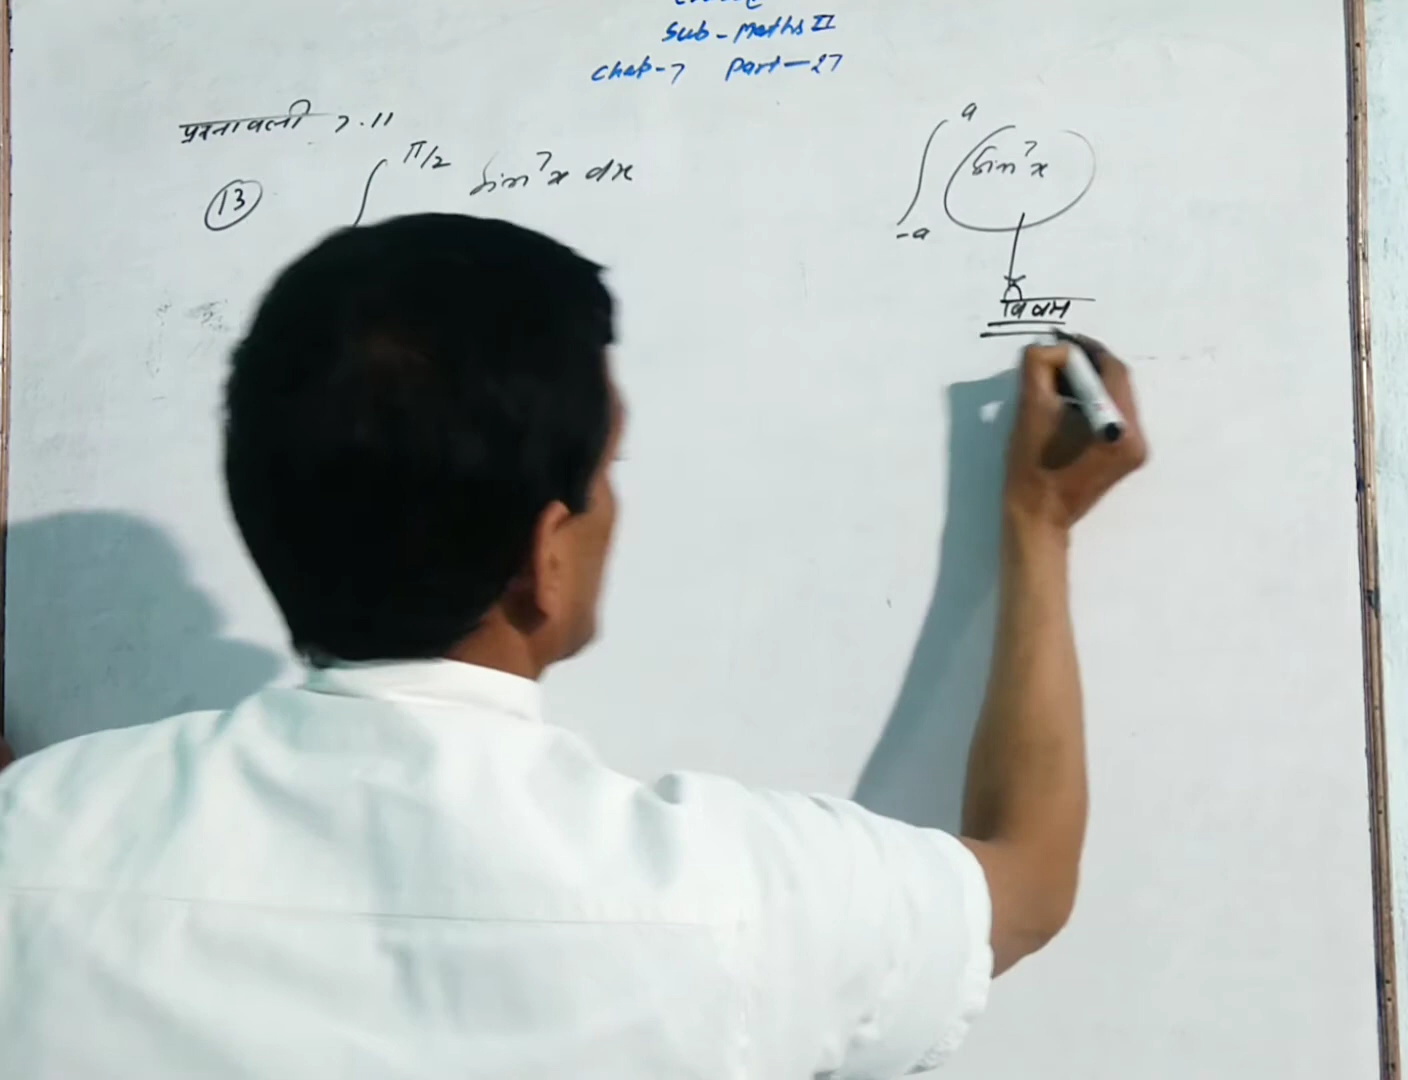 Sub - Maths II
Chap-7 Part-27
प्रश्नावली 7.11
13 ∫ π/2 sin⁷x dx
∫ a -a sin⁷x
विषम